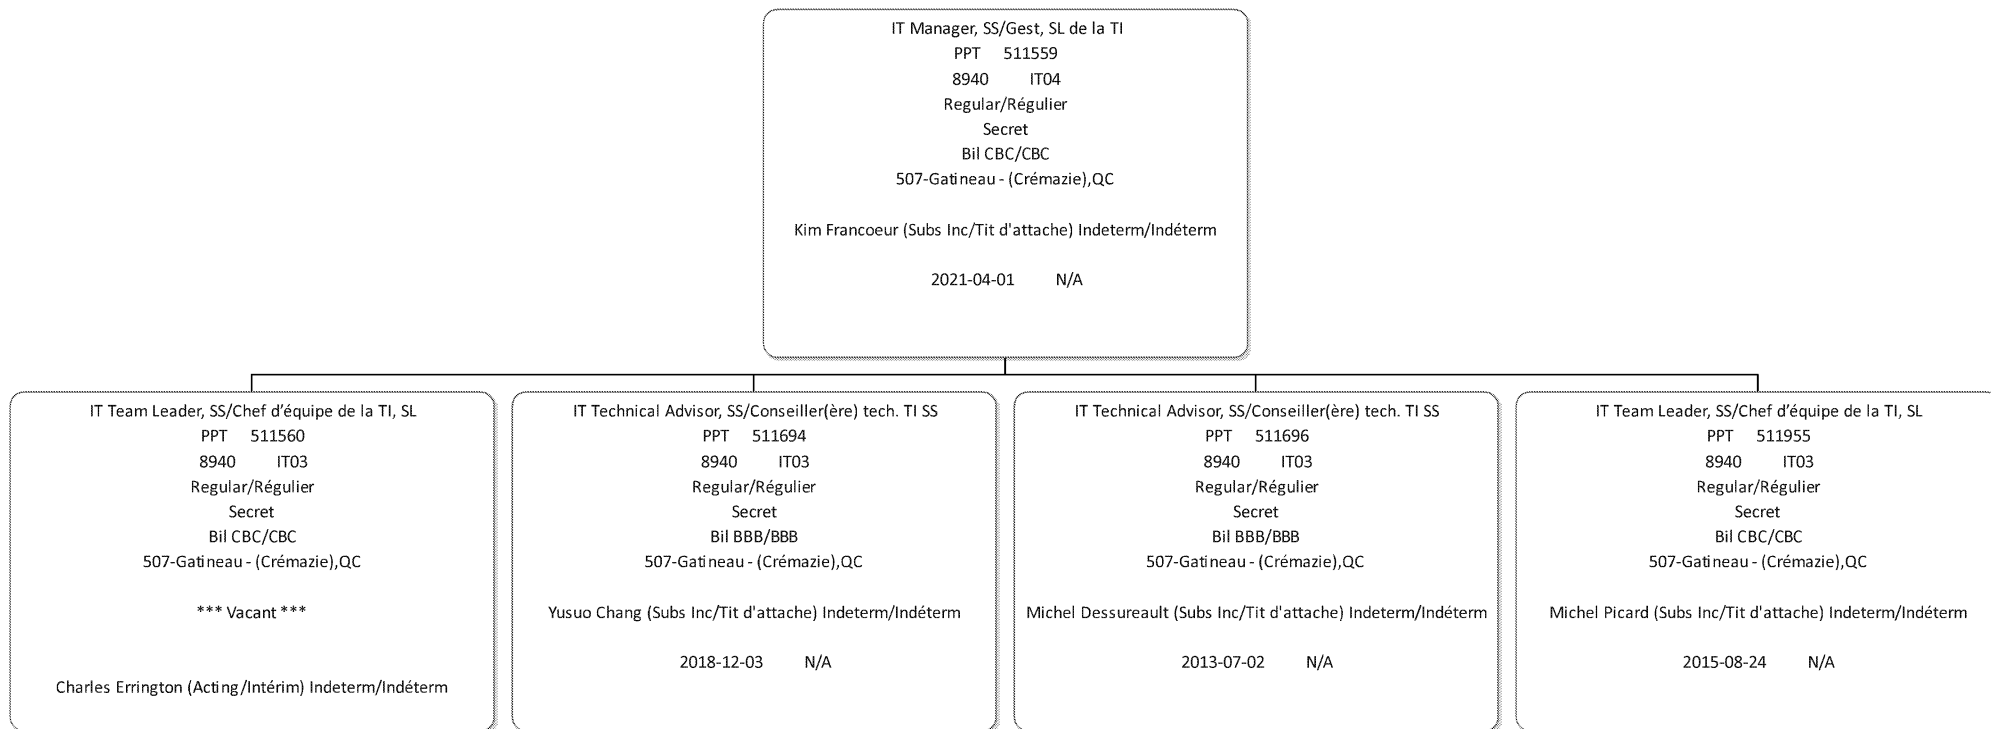 IT Manager, SS/Gest, SL de la TI
PPT 511559
8940 IT04
Regular/Régulier
Secret
Bil CBC/CBC
507-Gatineau - (Crémazie),QC
Kim Francoeur (Subs Inc/Tit d'attache) Indeterm/Indéterm
2021-04-01 N/A
IT Team Leader, SS/Chef d’équipe de la TI, SL
PPT 511560
8940 IT03
Regular/Régulier
Secret
Bil CBC/CBC
507-Gatineau - (Crémazie),QC
*** Vacant ***
Charles Errington (Acting/Intérim) Indeterm/Indéterm
IT Technical Advisor, SS/Conseiller(ère) tech. TI SS
PPT 511694
8940 IT03
Regular/Régulier
Secret
Bil BBB/BBB
507-Gatineau - (Crémazie),QC
Yusuo Chang (Subs Inc/Tit d'attache) Indeterm/Indéterm
2018-12-03 N/A
IT Technical Advisor, SS/Conseiller(ère) tech. TI SS
PPT 511696
8940 IT03
Regular/Régulier
Secret
Bil BBB/BBB
507-Gatineau - (Crémazie),QC
Michel Dessureault (Subs Inc/Tit d'attache) Indeterm/Indéterm
2013-07-02 N/A
IT Team Leader, SS/Chef d’équipe de la TI, SL
PPT 511955
8940 IT03
Regular/Régulier
Secret
Bil CBC/CBC
507-Gatineau - (Crémazie),QC
Michel Picard (Subs Inc/Tit d'attache) Indeterm/Indéterm
2015-08-24 N/A